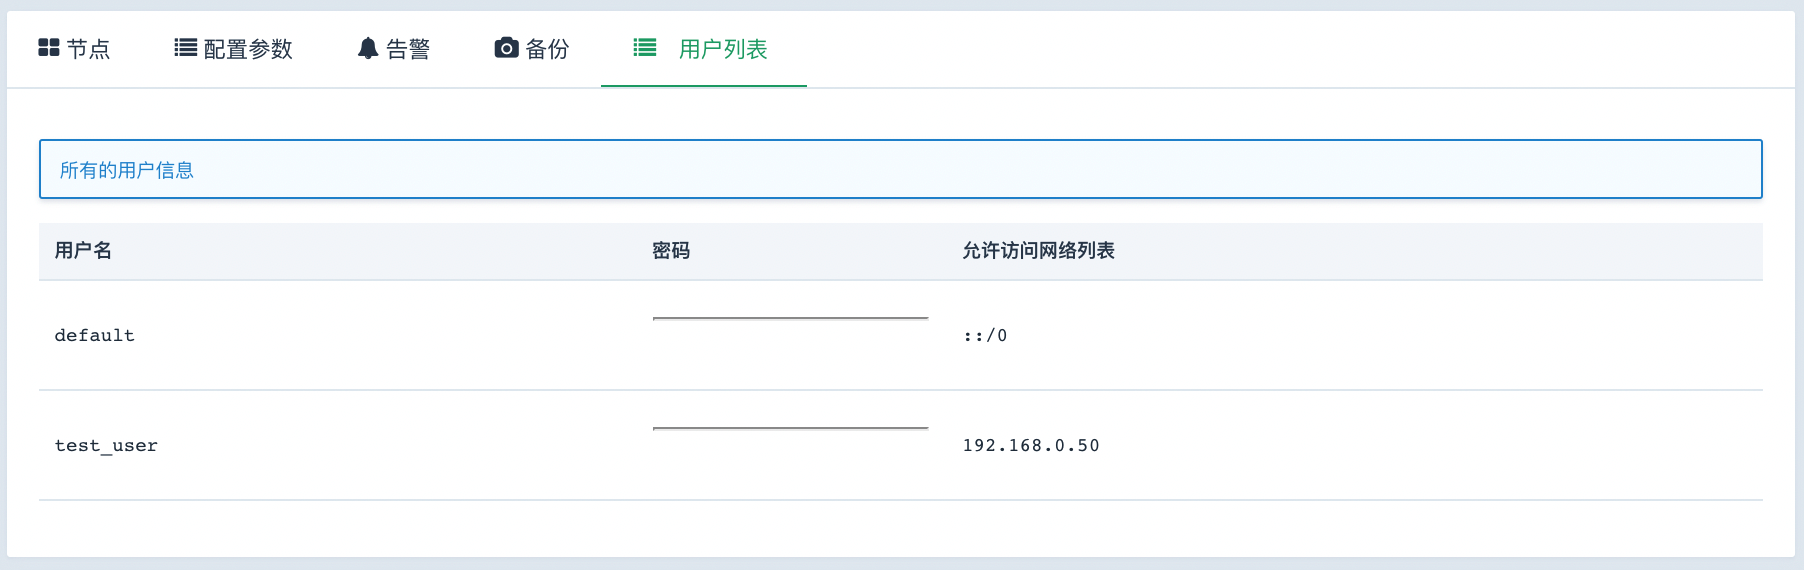 节点 配置参数 告警 备份 用户列表
所有的用户信息
用户名 密码 允许访问网络列表
default ::/0
test_user 192.168.0.50